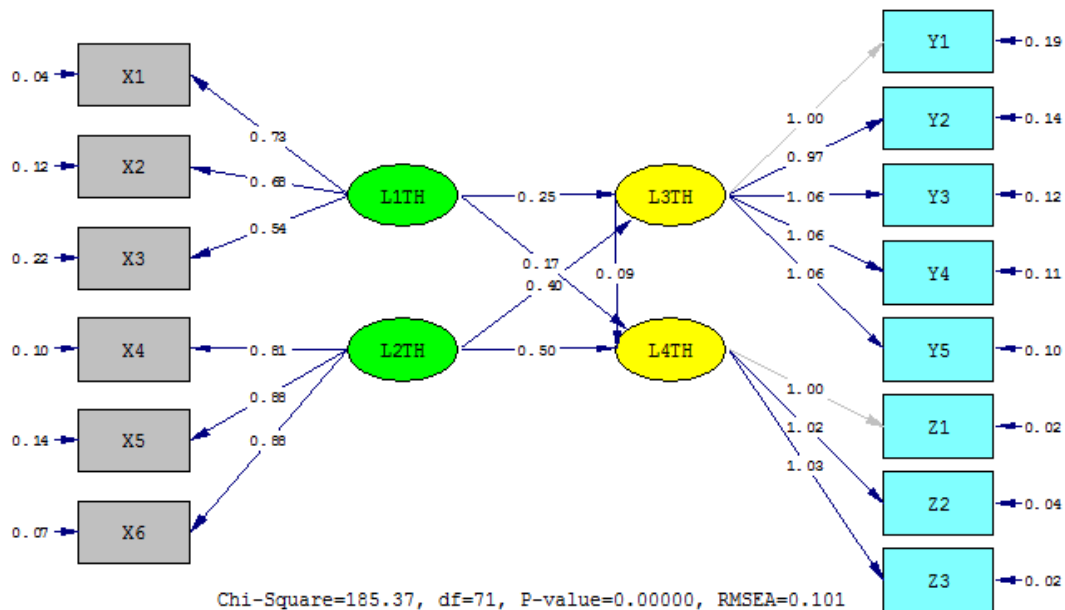 0.04 X1
0.12 X2
0.22 X3
0.10 X4
0.14 X5
0.07 X6
0.73
0.68
0.54
0.81
0.88
0.88
L1TH
L2TH
0.25
0.17
0.40
0.09
0.50
L3TH
L4TH
1.00
0.97
1.06
1.06
1.06
1.00
1.02
1.03
Y1 0.19
Y2 0.14
Y3 0.12
Y4 0.11
Y5 0.10
Z1 0.02
Z2 0.04
Z3 0.02
Chi-Square=185.37, df=71, P-value=0.00000, RMSEA=0.101